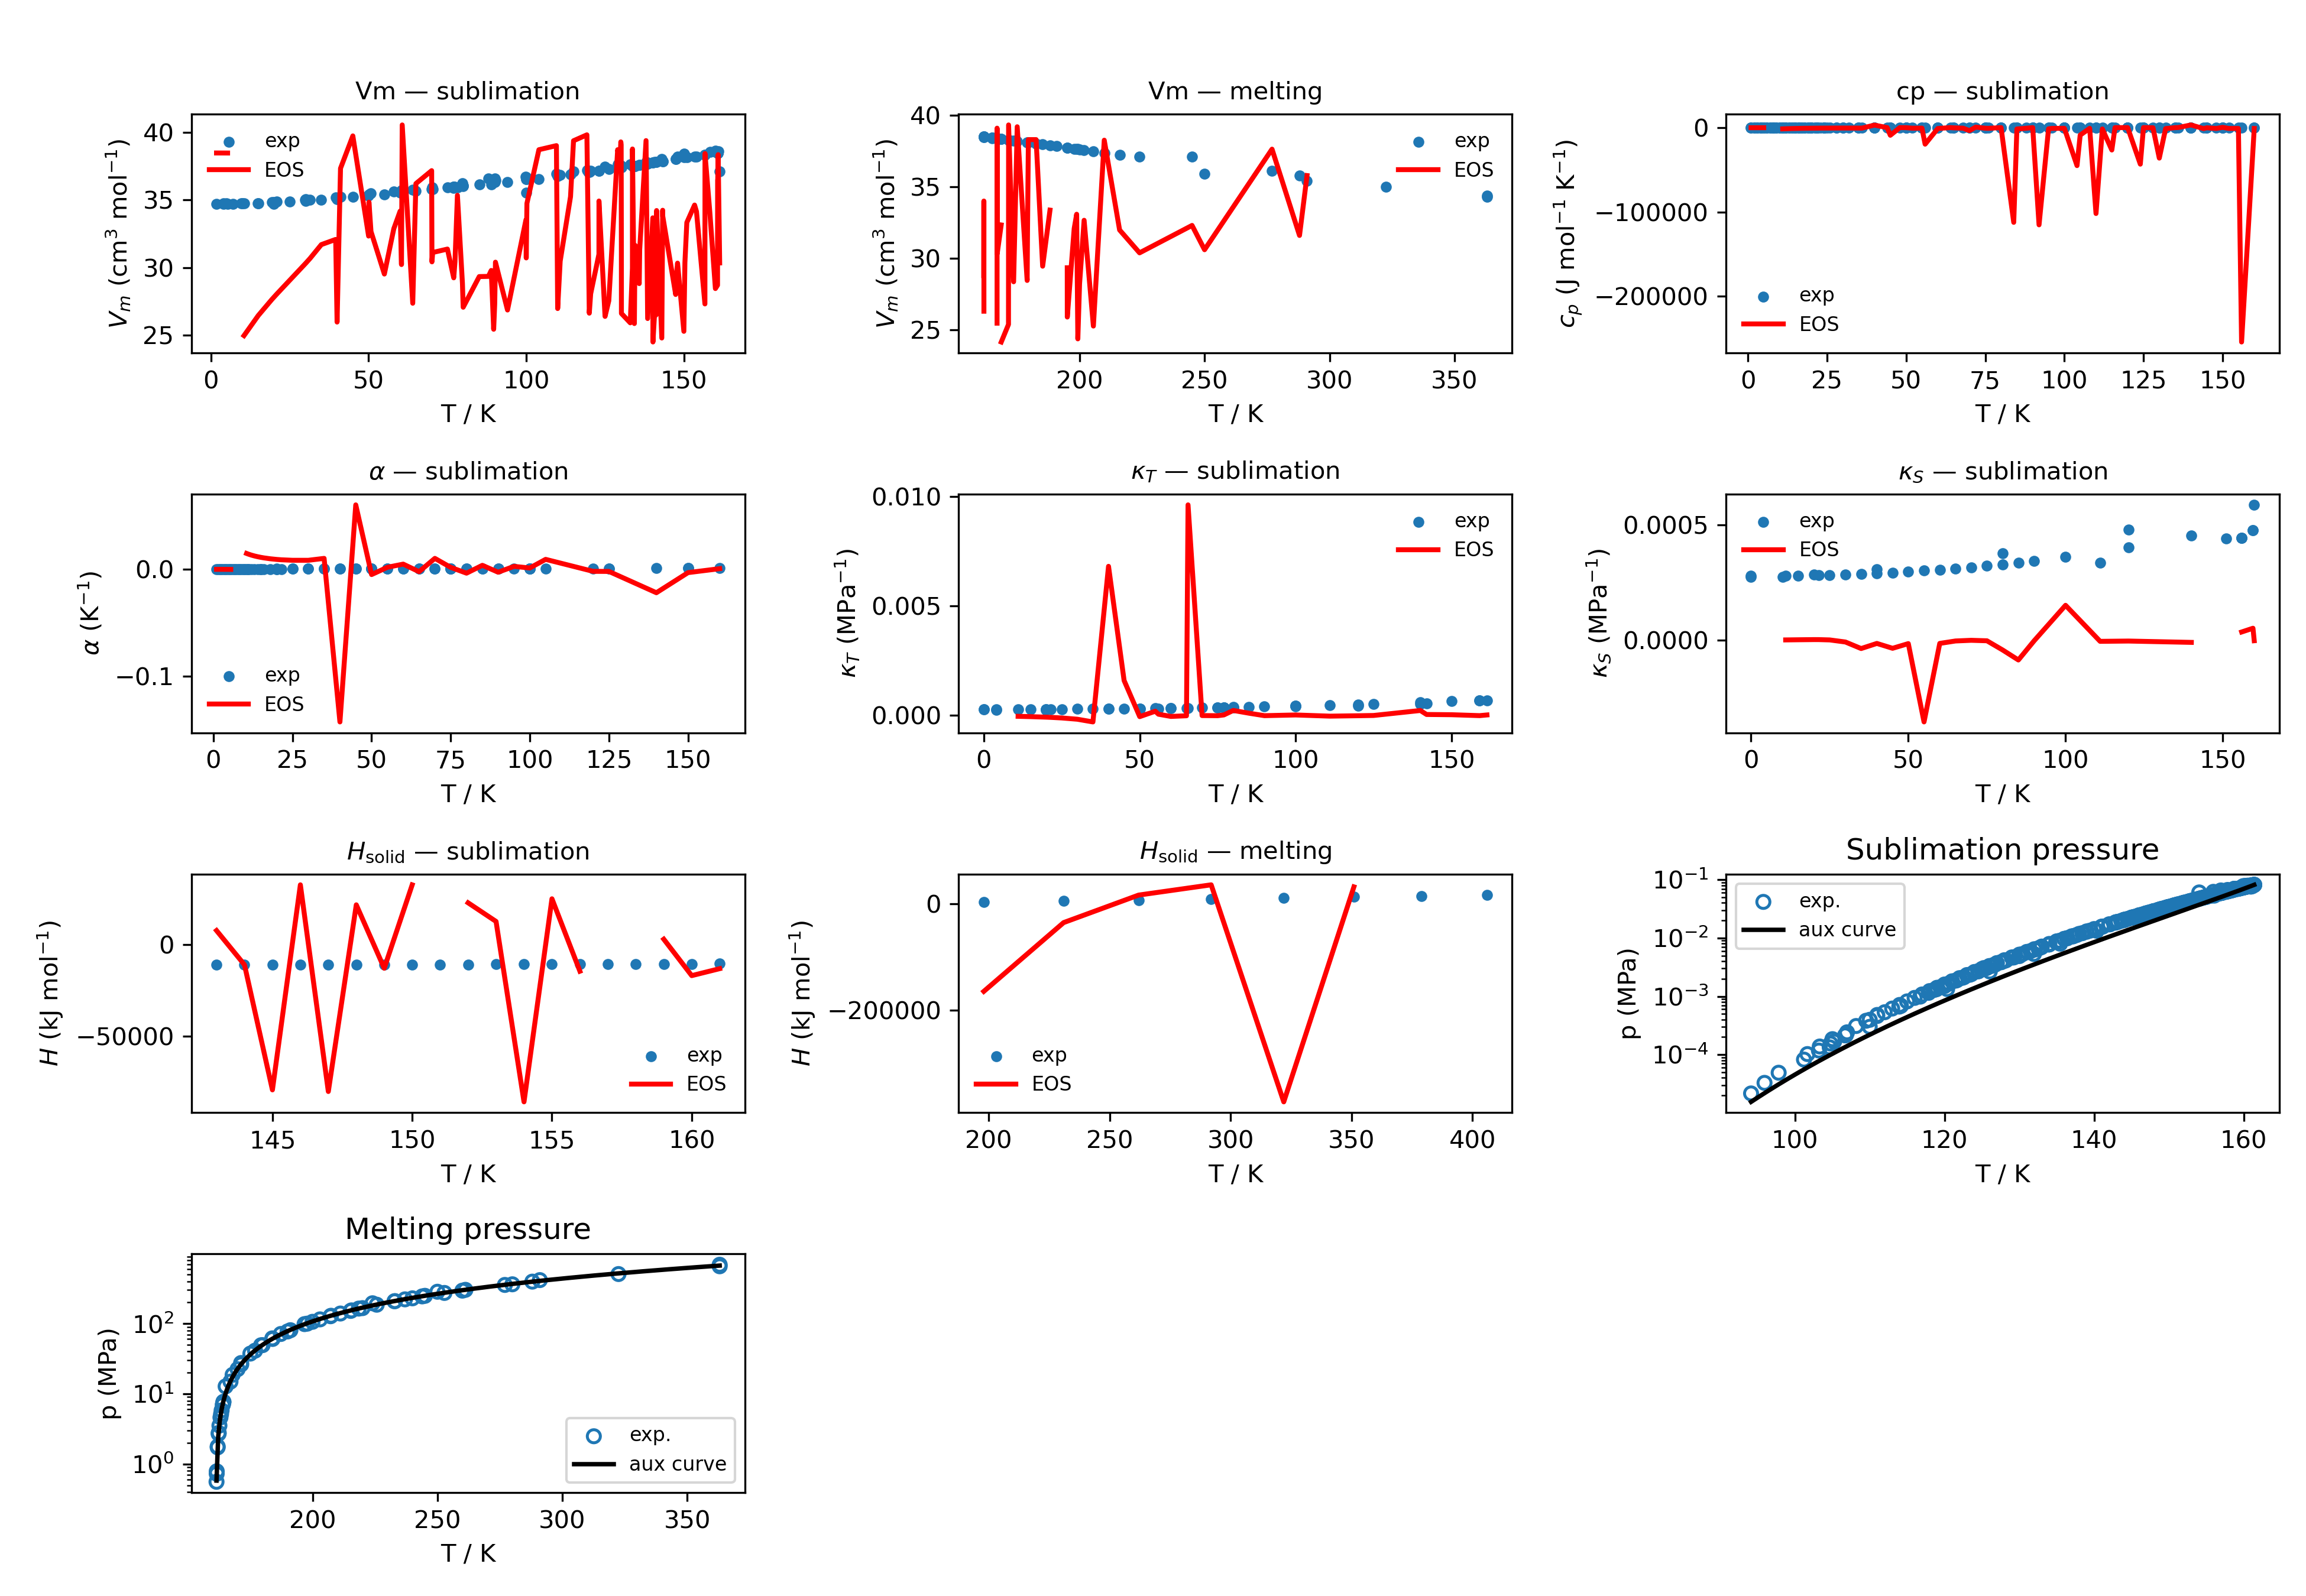 Vm — sublimation
40
35
30
25
0
50
100
150
V_m (cm³ mol⁻¹)
T / K
exp
EOS
Vm — melting
40
35
30
25
200
250
300
350
V_m (cm³ mol⁻¹)
T / K
exp
EOS
cp — sublimation
0
−100000
−200000
0
25
50
75
100
125
150
c_p (J mol⁻¹ K⁻¹)
T / K
exp
EOS
α — sublimation
0.0
−0.1
0
25
50
75
100
125
150
α (K⁻¹)
T / K
exp
EOS
κ_T — sublimation
0.010
0.005
0.000
0
50
100
150
κ_T (MPa⁻¹)
T / K
exp
EOS
κ_S — sublimation
0.0005
0.0000
0
50
100
150
κ_S (MPa⁻¹)
T / K
exp
EOS
H_solid — sublimation
0
−50000
145
150
155
160
H (kJ mol⁻¹)
T / K
exp
EOS
H_solid — melting
0
−200000
200
250
300
350
400
H (kJ mol⁻¹)
T / K
exp
EOS
Sublimation pressure
10⁻¹
10⁻²
10⁻³
10⁻⁴
100
120
140
160
p (MPa)
T / K
exp.
aux curve
Melting pressure
10²
10¹
10⁰
200
250
300
350
p (MPa)
T / K
exp.
aux curve